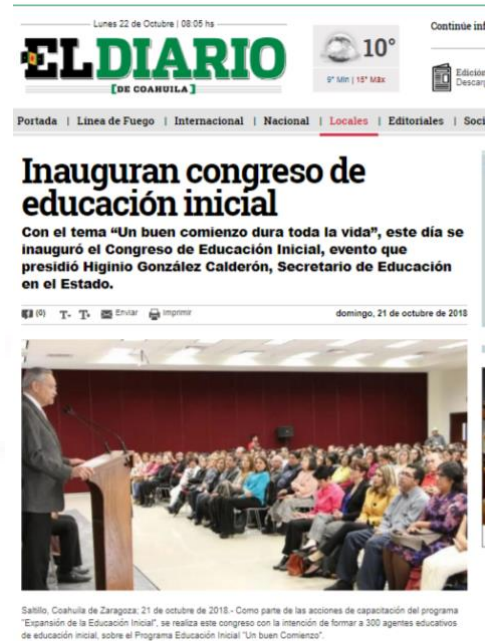 Lunes 22 de Octubre | 08:05 hs
EL DIARIO
[DE COAHUILA]
10°
9° Min | 15° Máx
Continúe inf
Edición
Descarg
Portada | Línea de Fuego | Internacional | Nacional | Locales | Editoriales | Soci
Inauguran congreso de
educación inicial
Con el tema “Un buen comienzo dura toda la vida”, este día se
inauguró el Congreso de Educación Inicial, evento que
presidió Higinio González Calderón, Secretario de Educación
en el Estado.
(0) T- T+ Enviar Imprimir
domingo, 21 de octubre de 2018
Saltillo, Coahuila de Zaragoza; 21 de octubre de 2018.- Como parte de las acciones de capacitación del programa
"Expansión de la Educación Inicial", se realiza este congreso con la intención de formar a 300 agentes educativos
de educación inicial, sobre el Programa Educación Inicial "Un buen Comienzo".